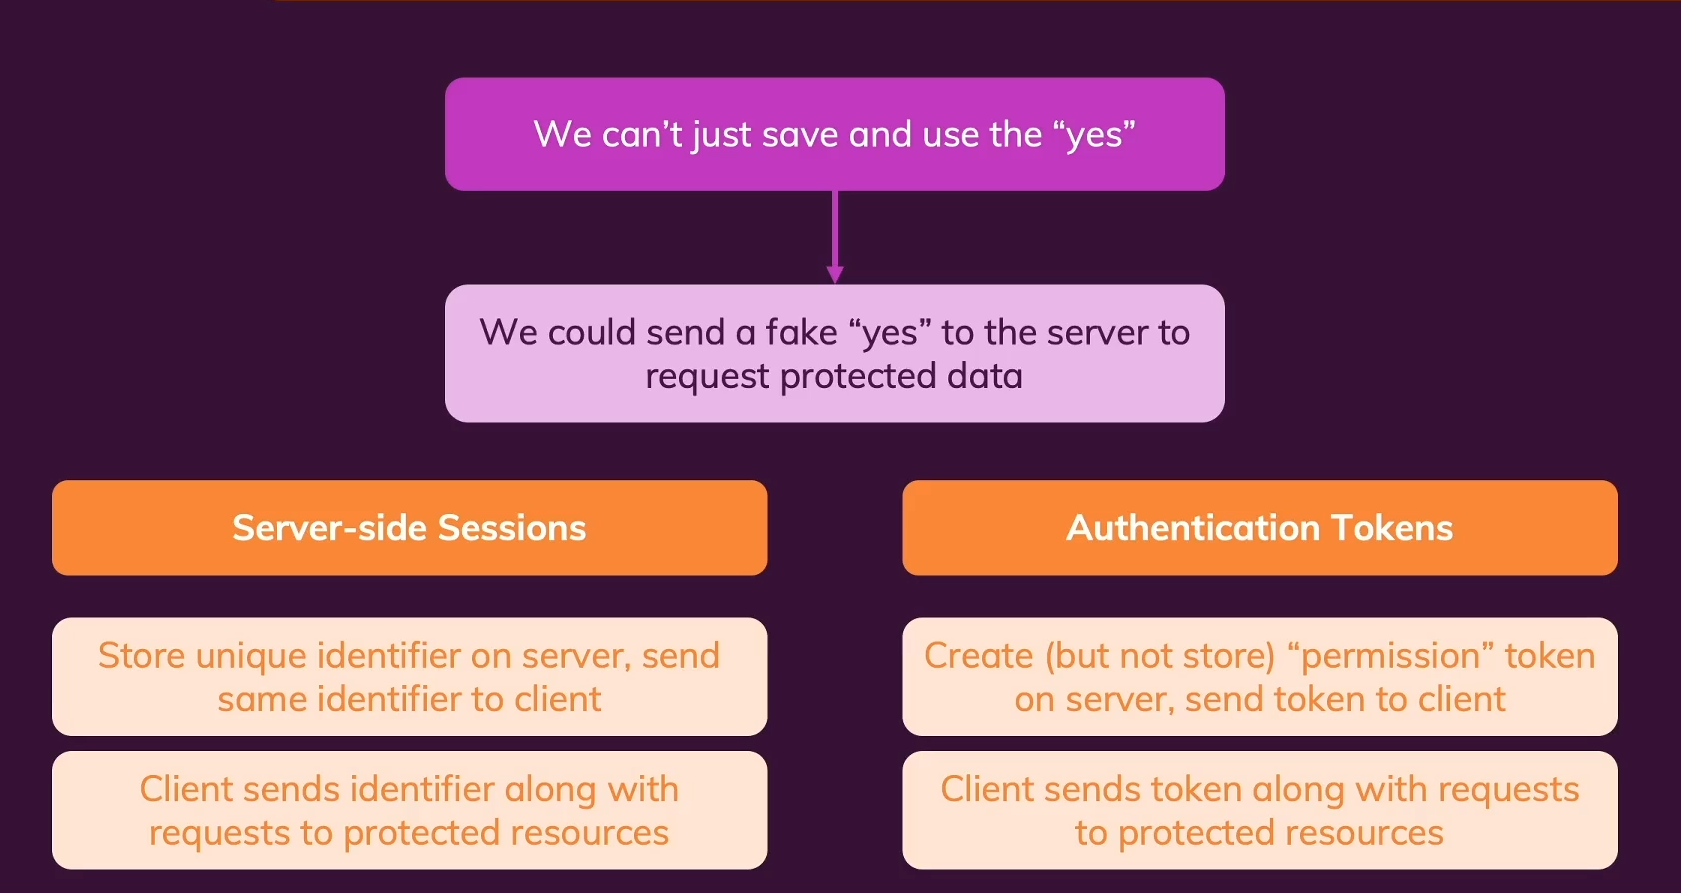 We can’t just save and use the “yes”
We could send a fake “yes” to the server to
request protected data
Server-side Sessions
Authentication Tokens
Store unique identifier on server, send
same identifier to client
Create (but not store) “permission” token
on server, send token to client
Client sends identifier along with
requests to protected resources
Client sends token along with requests
to protected resources